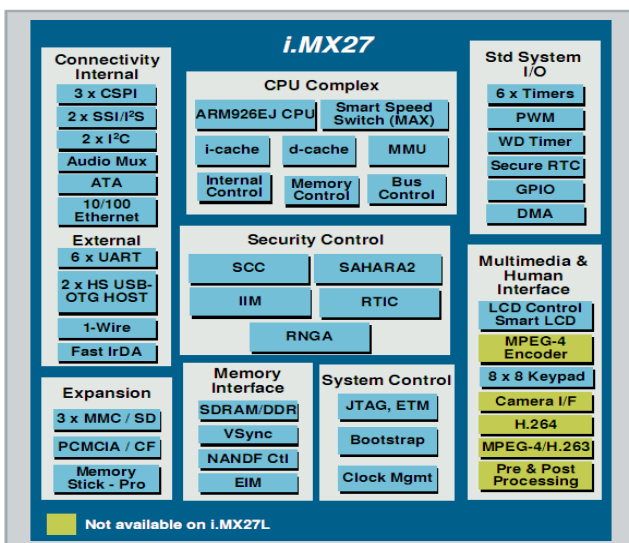 i.MX27
Connectivity
Internal
3 x CSPI
2 x SSI/I²S
2 x I²C
Audio Mux
ATA
10/100
Ethernet
External
6 x UART
2 x HS USB-
OTG HOST
1-Wire
Fast IrDA
CPU Complex
ARM926EJ CPU
Smart Speed
Switch (MAX)
i-cache
d-cache
MMU
Internal
Control
Memory
Control
Bus
Control
Std System
I/O
6 x Timers
PWM
WD Timer
Secure RTC
GPIO
DMA
Security Control
SCC
SAHARA2
IIM
RTIC
RNGA
Multimedia &
Human
Interface
LCD Control
Smart LCD
MPEG-4
Encoder
8 x 8 Keypad
Camera I/F
H.264
MPEG-4/H.263
Pre & Post
Processing
Expansion
3 x MMC / SD
PCMCIA / CF
Memory
Stick - Pro
Memory
Interface
SDRAM/DDR
VSync
NANDF Ctl
EIM
System Control
JTAG, ETM
Bootstrap
Clock Mgmt
Not available on i.MX27L